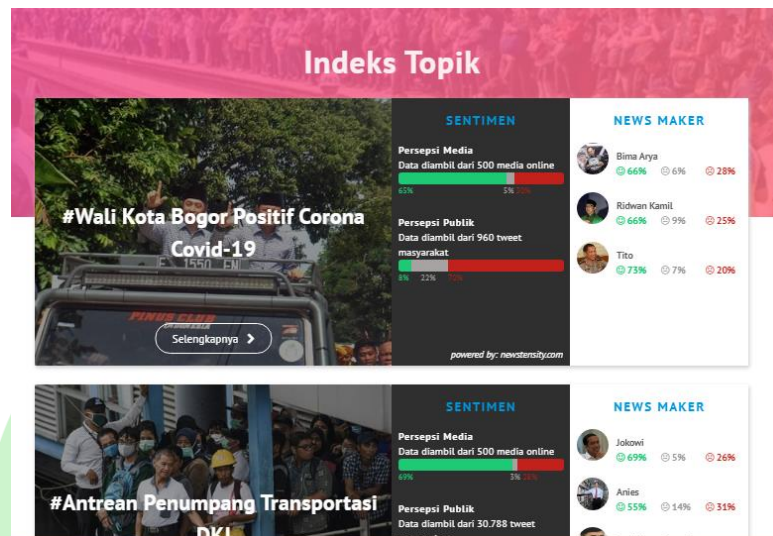 Indeks Topik
#Wali Kota Bogor Positif Corona
Covid-19
F 1550 FN
PINUS CLUB
Selengkapnya
SENTIMEN
Persepsi Media
Data diambil dari 500 media online
65% 5% 30%
Persepsi Publik
Data diambil dari 960 tweet
masyarakat
8% 22% 70%
powered by: newstensity.com
NEWS MAKER
Bima Arya
66% 6% 28%
Ridwan Kamil
66% 9% 25%
Tito
73% 7% 20%
#Antrean Penumpang Transportasi
DKI
SENTIMEN
Persepsi Media
Data diambil dari 500 media online
69% 3% 28%
Persepsi Publik
Data diambil dari 30.788 tweet
NEWS MAKER
Jokowi
69% 5% 26%
Anies
55% 14% 31%